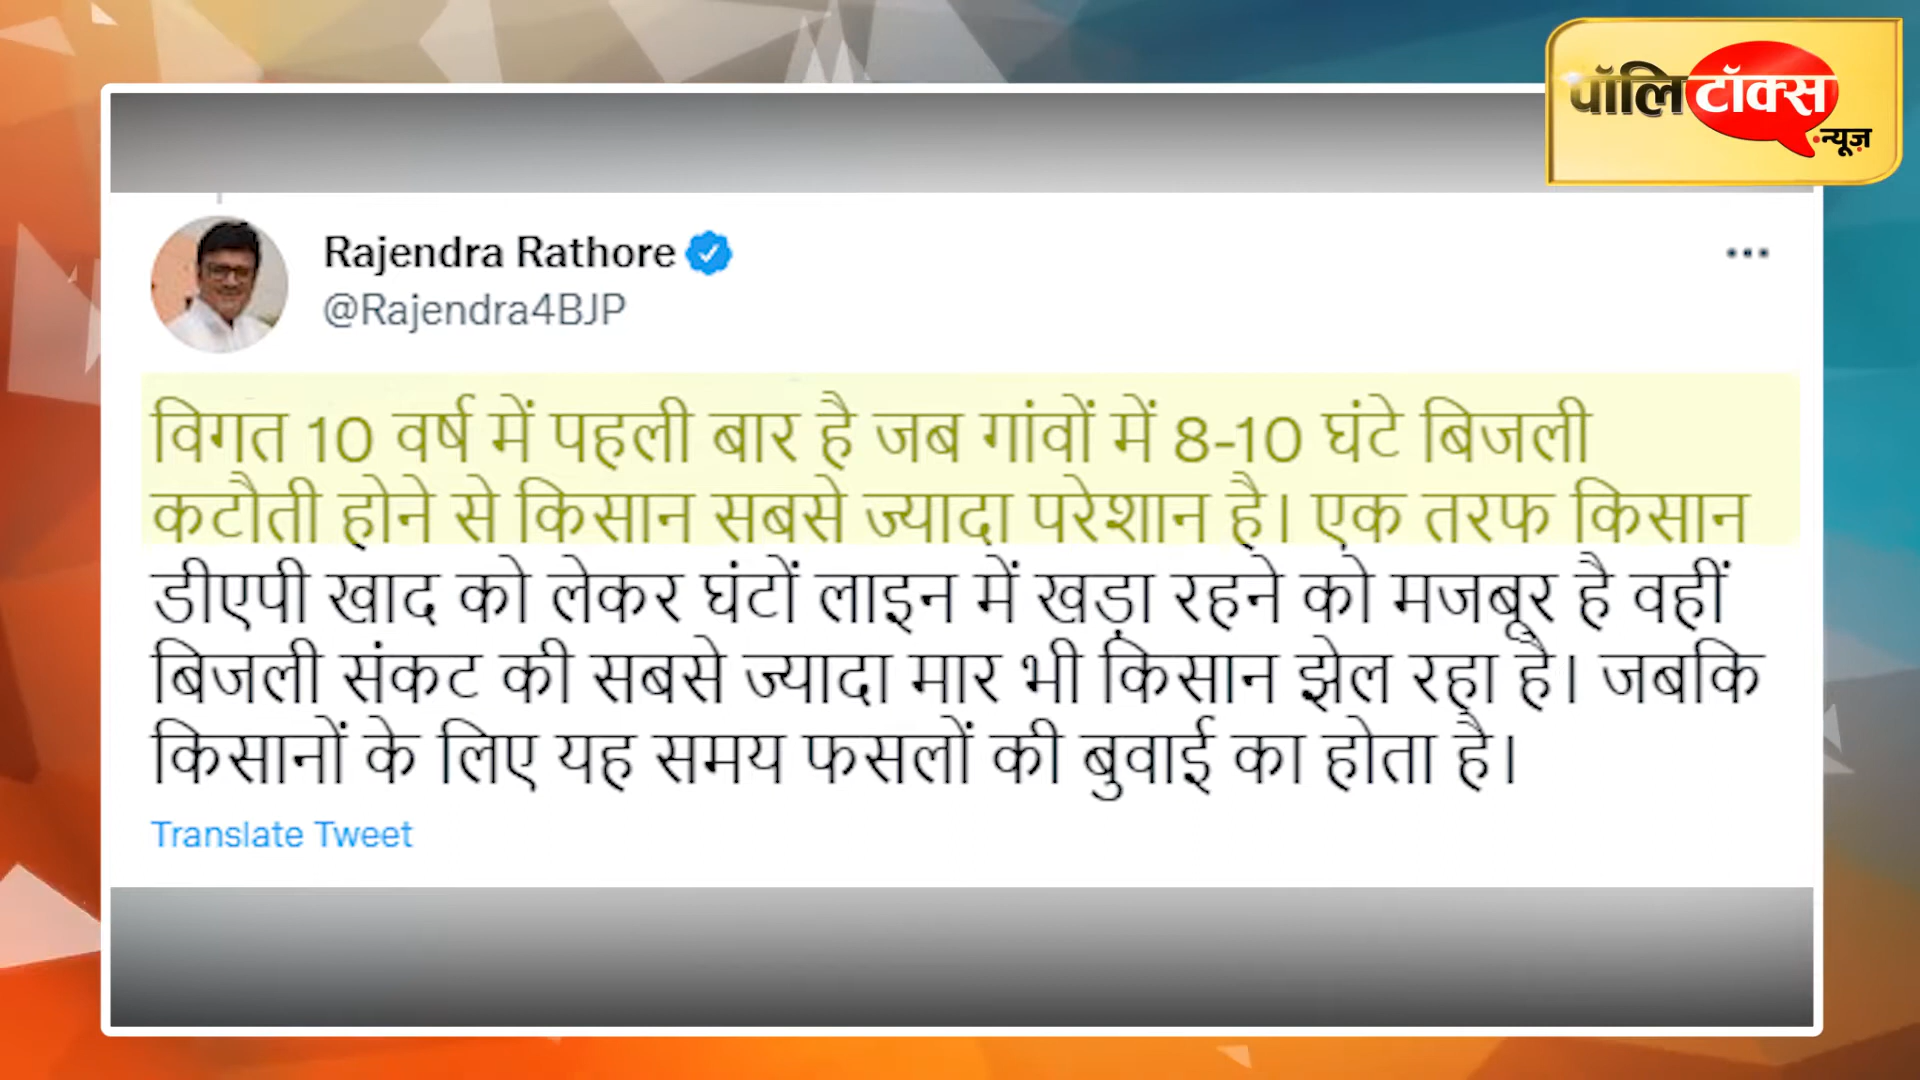 पॉलिटॉक्स
.न्यूज़
Rajendra Rathore
@Rajendra4BJP
विगत 10 वर्ष में पहली बार है जब गांवों में 8-10 घंटे बिजली
कटौती होने से किसान सबसे ज्यादा परेशान है। एक तरफ किसान
डीएपी खाद को लेकर घंटों लाइन में खड़ा रहने को मजबूर है वहीं
बिजली संकट की सबसे ज्यादा मार भी किसान झेल रहा है। जबकि
किसानों के लिए यह समय फसलों की बुवाई का होता है।
Translate Tweet